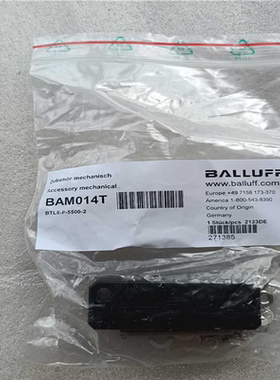 Zubehör mechanisch
Accessory mechanical
BAM014T
BTL5-P-5500-2
BALLUFF
www.balluff.com
Europe +49 7158 173-370
America 1-800-543-8390
Country of Origin
Germany
1 Stück/pcs 2123DE
271385